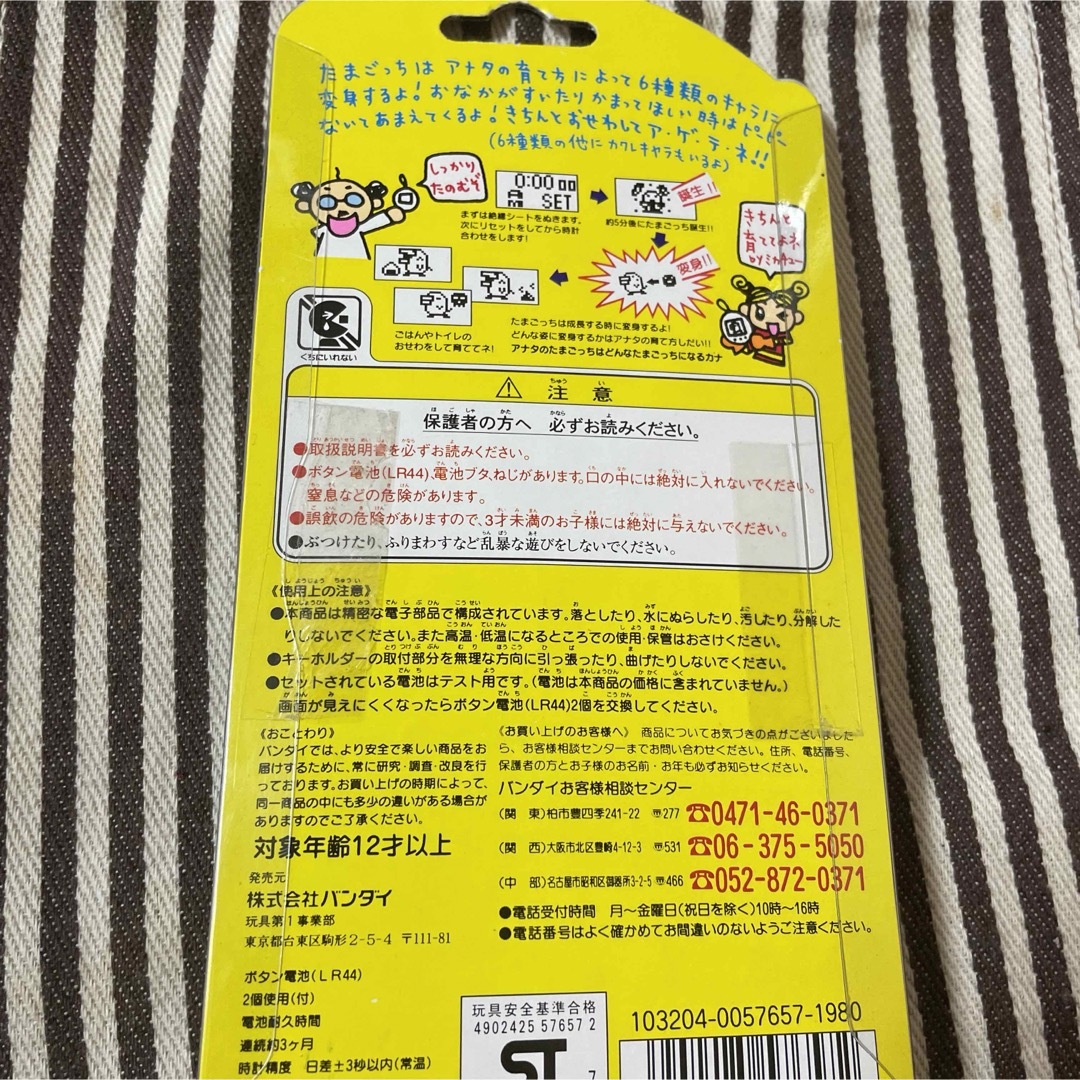 たまごっちは アナタの育て方によって6種類のキャラに
変身するよ!おなかがすいたり かまってほしい時はピーピー
ないてあまえてくるよ!きちんとおせわしてア・ゲ・テ・ネ!!
(6種類の他にカクレキャラもいるよ)
しっかり
たのむぞ
0:00 00
AM SET
誕生!!
まずは絶縁シートをぬきます。
次にリセットをしてから時計
合わせをします!
約5分後にたまごっち誕生!!
きちんと
育ててよネ
byミカチュー
変身!!
くちにいれない
ごはんやトイレの
おせわをして育ててネ!
たまごっちは成長する時に変身するよ!
どんな姿に変身するかはアナタの育て方しだい!!
アナタのたまごっちはどんなたまごっちになるカナ
⚠ 注意
保護者の方へ 必ずお読みください。
●取扱説明書を必ずお読みください。
●ボタン電池(LR44)、電池ブタ、ねじがあります。口の中には絶対に入れないでください。
窒息などの危険があります。
●誤飲の危険がありますので、3才未満のお子様には絶対に与えないでください。
●ぶつけたり、ふりまわすなど乱暴な遊びをしないでください。
《使用上の注意》
●本商品は精密な電子部品で構成されています。落としたり、水にぬらしたり、汚したり、分解した
りしないでください。また高温・低温になるところでの使用・保管はおさけください。
●キーホルダーの取付部分を無理な方向に引っ張ったり、曲げたりしないでください。
●セットされている電池はテスト用です。(電池は本商品の価格に含まれていません。)
画面が見えにくくなったらボタン電池(LR44)2個を交換してください。
《おことわり》
バンダイでは、より安全で楽しい商品をお
届けするために、常に研究・調査・改良を行
っております。お買い上げの時期によって、
同一商品の中にも多少の違いがある場合が
ありますのでご了承ください。
対象年齢12才以上
発売元
株式会社バンダイ
玩具第1事業部
東京都台東区駒形2-5-4 〒111-81
《お買い上げのお客様へ》 商品についてお気づきの点がございました
ら、お客様相談センターまでお問い合わせください。住所、電話番号、
保護者の方とお子様のお名前・お年も必ずお知らせください。
バンダイお客様相談センター
(関 東)柏市豊四季241-22 〒277 ☎0471-46-0371
(関 西)大阪市北区豊崎4-12-3 〒531 ☎06-375-5050
(中 部)名古屋市昭和区御器所3-2-5 〒466 ☎052-872-0371
●電話受付時間 月〜金曜日(祝日を除く)10時〜16時
●電話番号はよく確かめてお間違いのないようご注意ください。
ボタン電池(LR44)
2個使用(付)
電池耐久時間
連続約3ヶ月
時計精度 日差±3秒以内(常温)
玩具安全基準合格
4902425 57657 2
ST
7
103204-0057657-1980